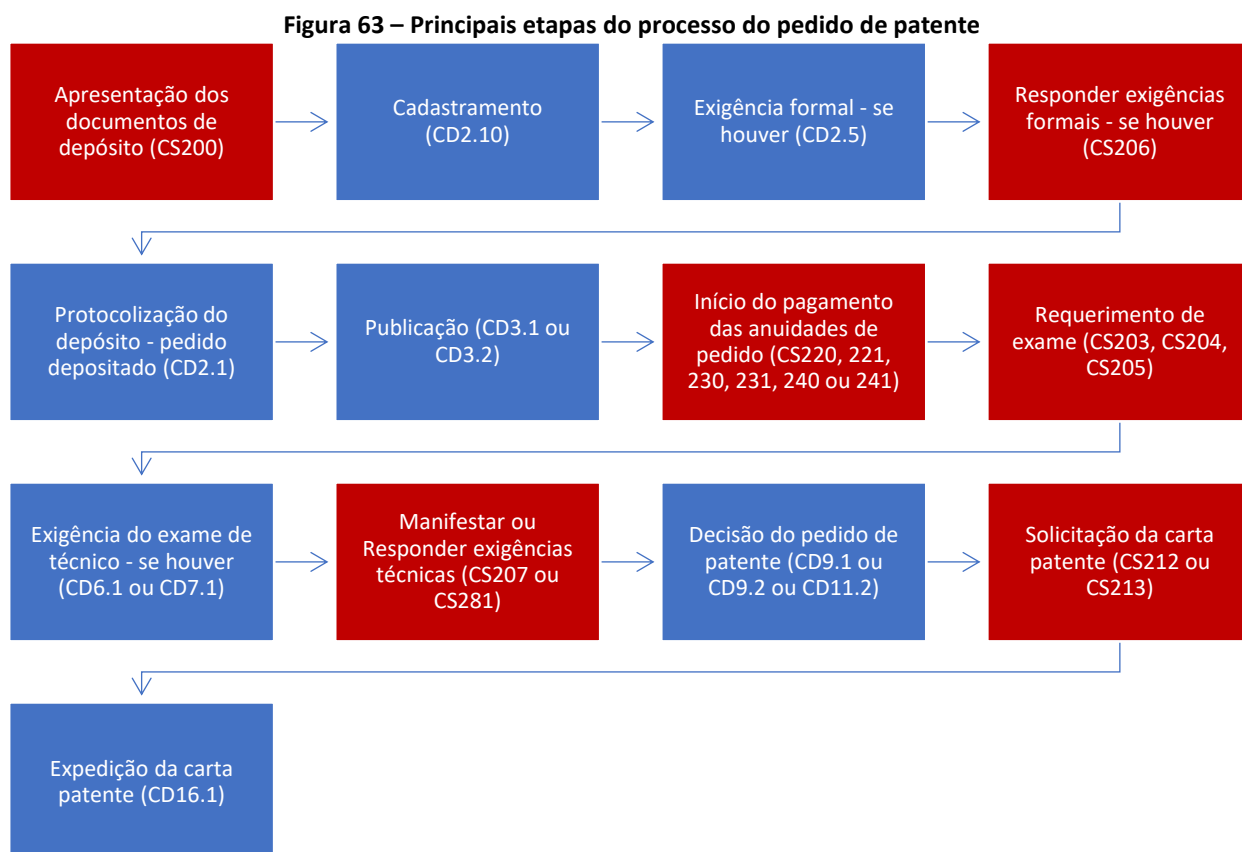 Figura 63 – Principais etapas do processo do pedido de patente
Apresentação dos
documentos de
depósito (CS200)
Cadastramento
(CD2.10)
Exigência formal - se
houver (CD2.5)
Responder exigências
formais - se houver
(CS206)
Protocolização do
depósito - pedido
depositado (CD2.1)
Publicação (CD3.1 ou
CD3.2)
Início do pagamento
das anuidades de
pedido (CS220, 221,
230, 231, 240 ou 241)
Requerimento de
exame (CS203, CS204,
CS205)
Exigência do exame de
técnico - se houver
(CD6.1 ou CD7.1)
Manifestar ou
Responder exigências
técnicas (CS207 ou
CS281)
Decisão do pedido de
patente (CD9.1 ou
CD9.2 ou CD11.2)
Solicitação da carta
patente (CS212 ou
CS213)
Expedição da carta
patente (CD16.1)